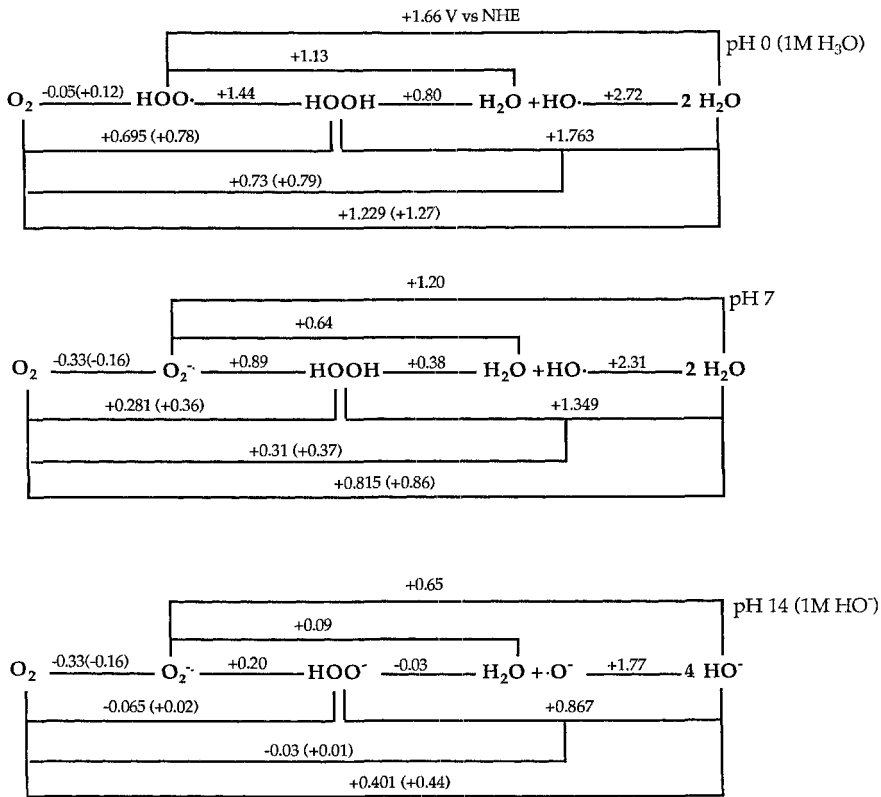 +1.66 V vs NHE
pH 0 (1M H₃O)
+1.13
O₂ -0.05(+0.12) HOO· +1.44 HOOH +0.80 H₂O + HO· +2.72 2 H₂O
+0.695 (+0.78) +1.763
+0.73 (+0.79)
+1.229 (+1.27)
+1.20
pH 7
+0.64
O₂ -0.33(-0.16) O₂⁻· +0.89 HOOH +0.38 H₂O + HO· +2.31 2 H₂O
+0.281 (+0.36) +1.349
+0.31 (+0.37)
+0.815 (+0.86)
+0.65
pH 14 (1M HO⁻)
+0.09
O₂ -0.33(-0.16) O₂⁻· +0.20 HOO⁻ -0.03 H₂O + ·O⁻ +1.77 4 HO⁻
-0.065 (+0.02) +0.867
-0.03 (+0.01)
+0.401 (+0.44)